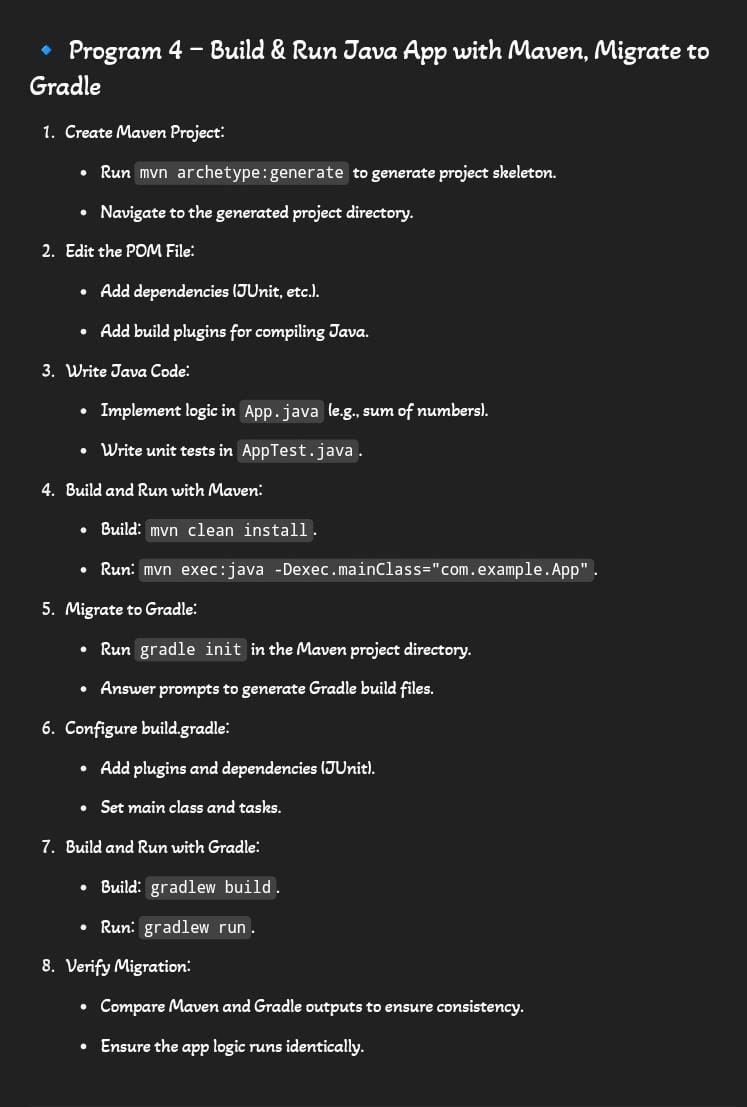 🔹 Program 4 – Build & Run Java App with Maven, Migrate to
Gradle
1. Create Maven Project:
• Run mvn archetype:generate to generate project skeleton.
• Navigate to the generated project directory.
2. Edit the POM File:
• Add dependencies (JUnit, etc.).
• Add build plugins for compiling Java.
3. Write Java Code:
• Implement logic in App.java (e.g., sum of numbers).
• Write unit tests in AppTest.java.
4. Build and Run with Maven:
• Build: mvn clean install.
• Run: mvn exec:java -Dexec.mainClass="com.example.App".
5. Migrate to Gradle:
• Run gradle init in the Maven project directory.
• Answer prompts to generate Gradle build files.
6. Configure build.gradle:
• Add plugins and dependencies (JUnit).
• Set main class and tasks.
7. Build and Run with Gradle:
• Build: gradlew build.
• Run: gradlew run.
8. Verify Migration:
• Compare Maven and Gradle outputs to ensure consistency.
• Ensure the app logic runs identically.